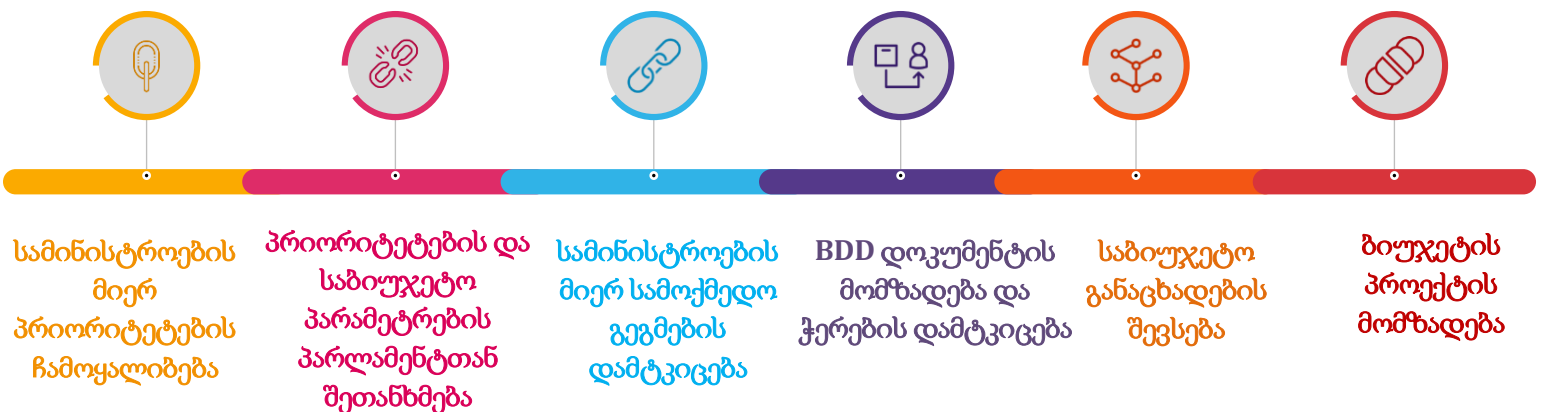 სამინისტროების
მიერ
პრიორიტეტების
ჩამოყალიბება
პრიორიტეტების და
საბიუჯეტო
პარამეტრების
პარლამენტთან
შეთანხმება
სამინისტროების
მიერ სამოქმედო
გეგმების
დამტკიცება
BDD დოკუმენტის
მომზადება და
ჭერების დამტკიცება
საბიუჯეტო
განაცხადების
შევსება
ბიუჯეტის
პროექტის
მომზადება